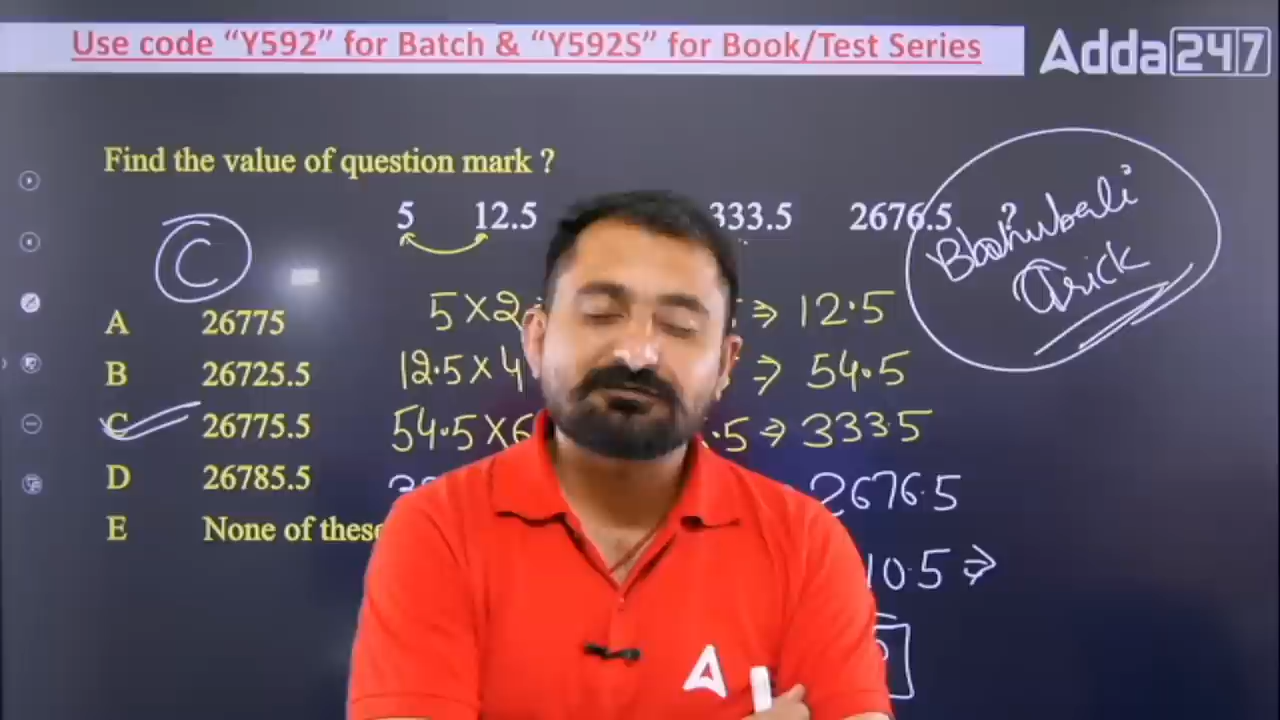 Use code “Y592” for Batch & “Y592S” for Book/Test Series
Adda247
Find the value of question mark ?
5 12.5 333.5 2676.5 ?
Trick
C
A 26775
B 26725.5
C 26775.5
D 26785.5
E None of these
5×2 ⇒ 12.5
12.5×4 ⇒ 54.5
54.5×6 .5⇒ 333.5
2676.5
10.5 ⇒